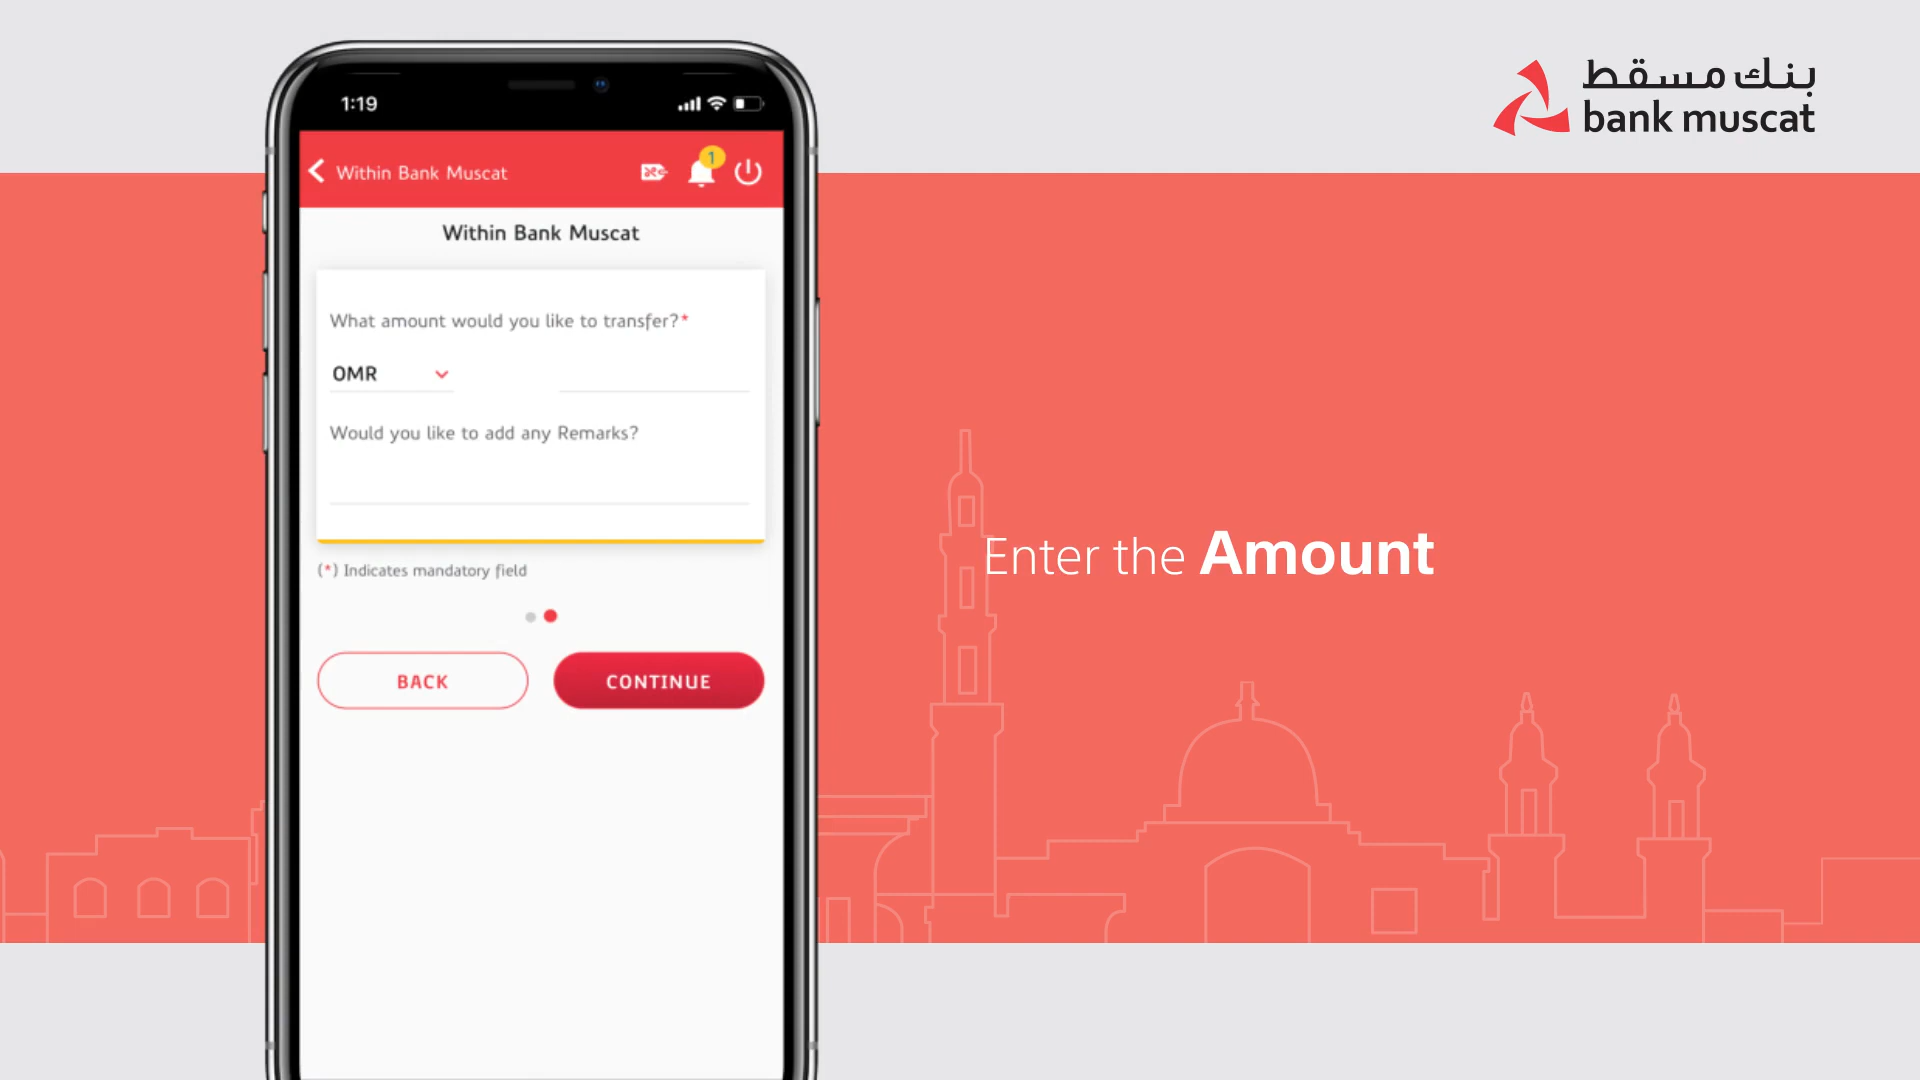 بنك مسقط
bank muscat
1:19
Within Bank Muscat
1
Within Bank Muscat
What amount would you like to transfer?*
OMR
Would you like to add any Remarks?
(*) Indicates mandatory field
BACK
CONTINUE
Enter the Amount